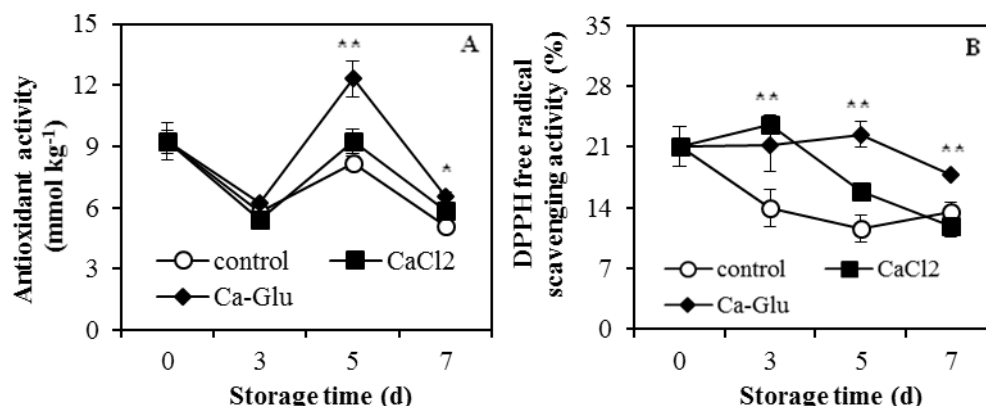 Antioxidant activity
(mmol kg-1)
15
12
9
6
3
0
A
**
*
control
CaCl2
Ca-Glu
0 3 5 7
Storage time (d)
DPPH free radical
scavenging activity (%)
35
28
21
14
7
0
B
**
**
**
control
CaCl2
Ca-Glu
0 3 5 7
Storage time (d)